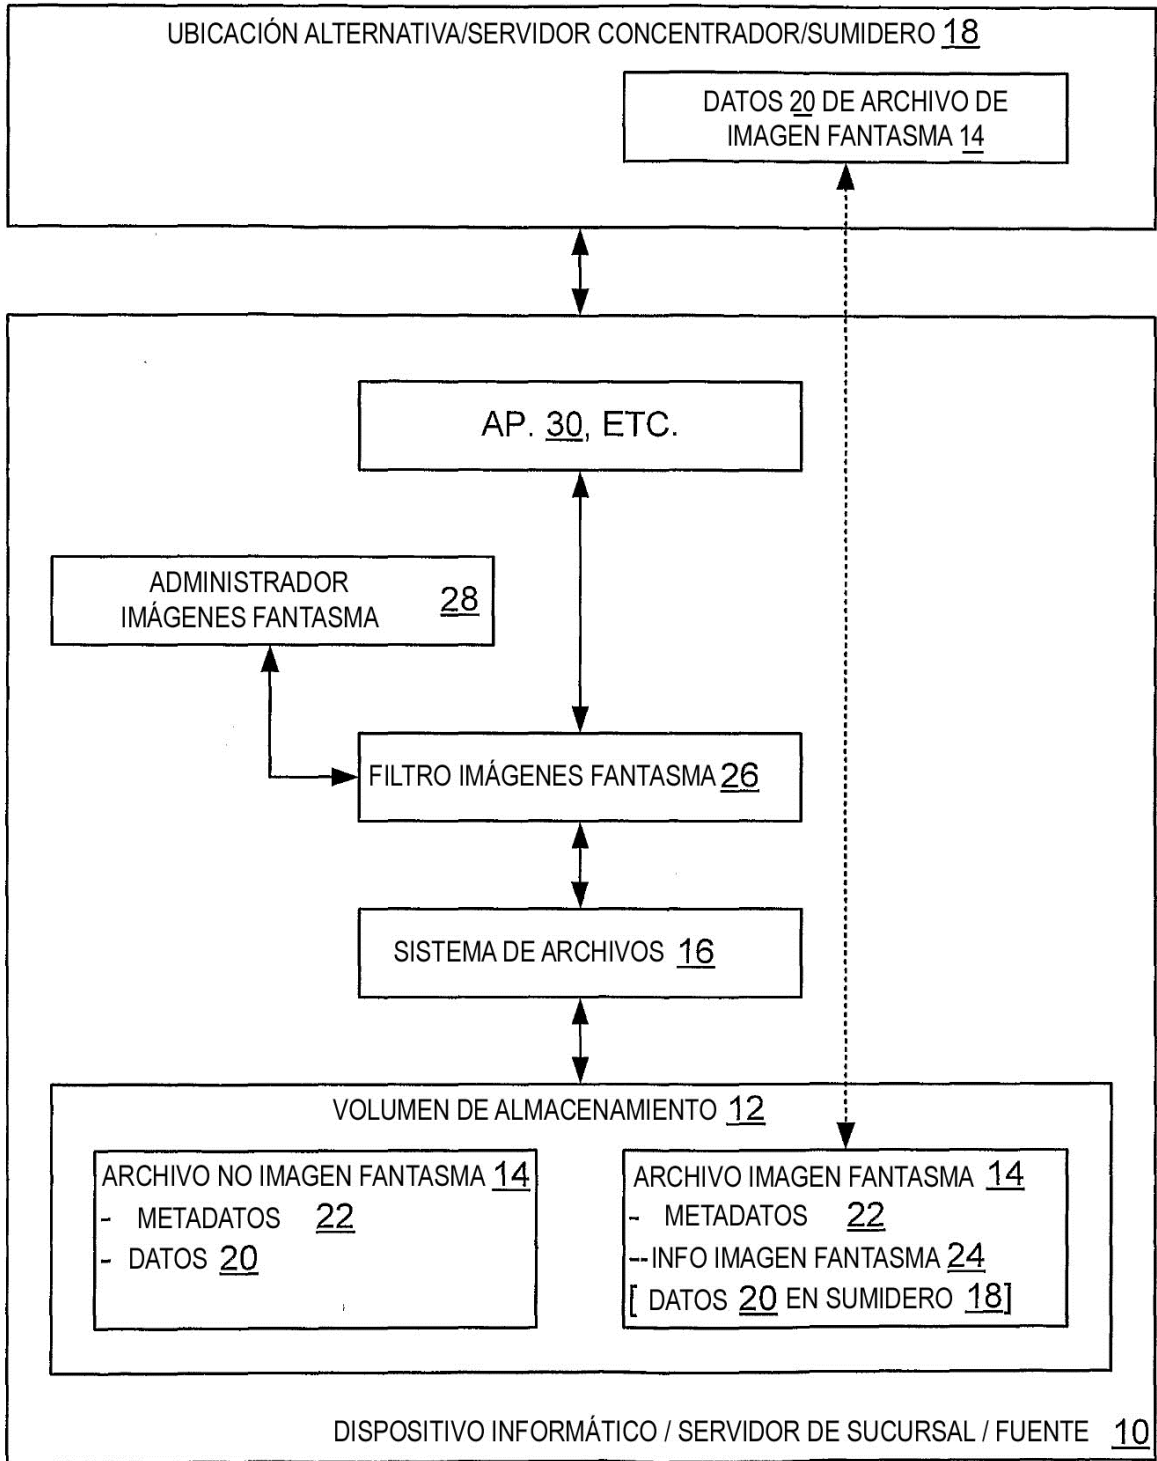 UBICACIÓN ALTERNATIVA/SERVIDOR CONCENTRADOR/SUMIDERO 18
DATOS 20 DE ARCHIVO DE
IMAGEN FANTASMA 14
AP. 30, ETC.
ADMINISTRADOR
IMÁGENES FANTASMA 28
FILTRO IMÁGENES FANTASMA 26
SISTEMA DE ARCHIVOS 16
VOLUMEN DE ALMACENAMIENTO 12
ARCHIVO NO IMAGEN FANTASMA 14
- METADATOS 22
- DATOS 20
ARCHIVO IMAGEN FANTASMA 14
- METADATOS 22
--INFO IMAGEN FANTASMA 24
[ DATOS 20 EN SUMIDERO 18]
DISPOSITIVO INFORMÁTICO / SERVIDOR DE SUCURSAL / FUENTE 10